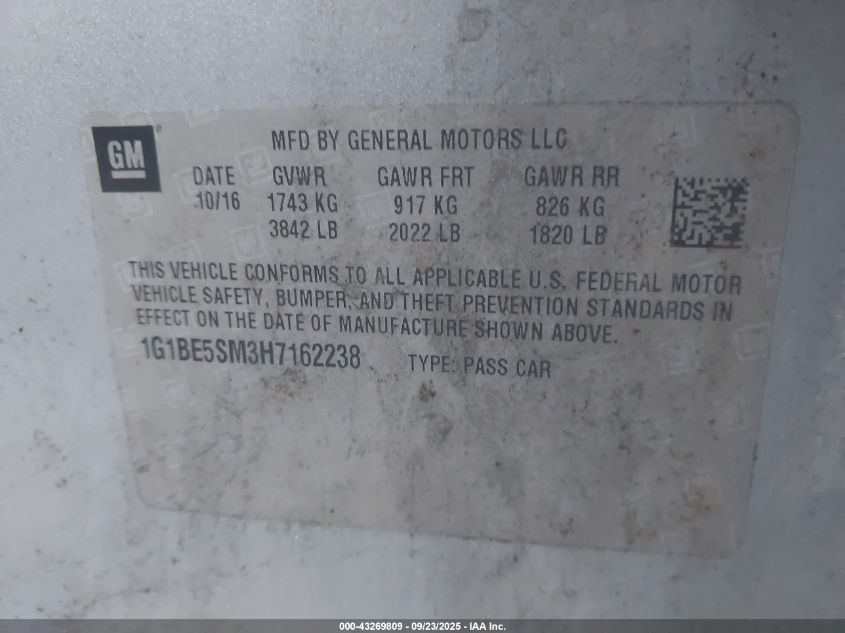 GM
MFD BY GENERAL MOTORS LLC
DATE GVWR GAWR FRT GAWR RR
10/16 1743 KG 917 KG 826 KG
3842 LB 2022 LB 1820 LB
THIS VEHICLE CONFORMS TO ALL APPLICABLE U.S. FEDERAL MOTOR
VEHICLE SAFETY, BUMPER, AND THEFT PREVENTION STANDARDS IN
EFFECT ON THE DATE OF MANUFACTURE SHOWN ABOVE.
1G1BE5SM3H7162238 TYPE: PASS CAR
000-43269809 - 09/23/2025 - IAA Inc.